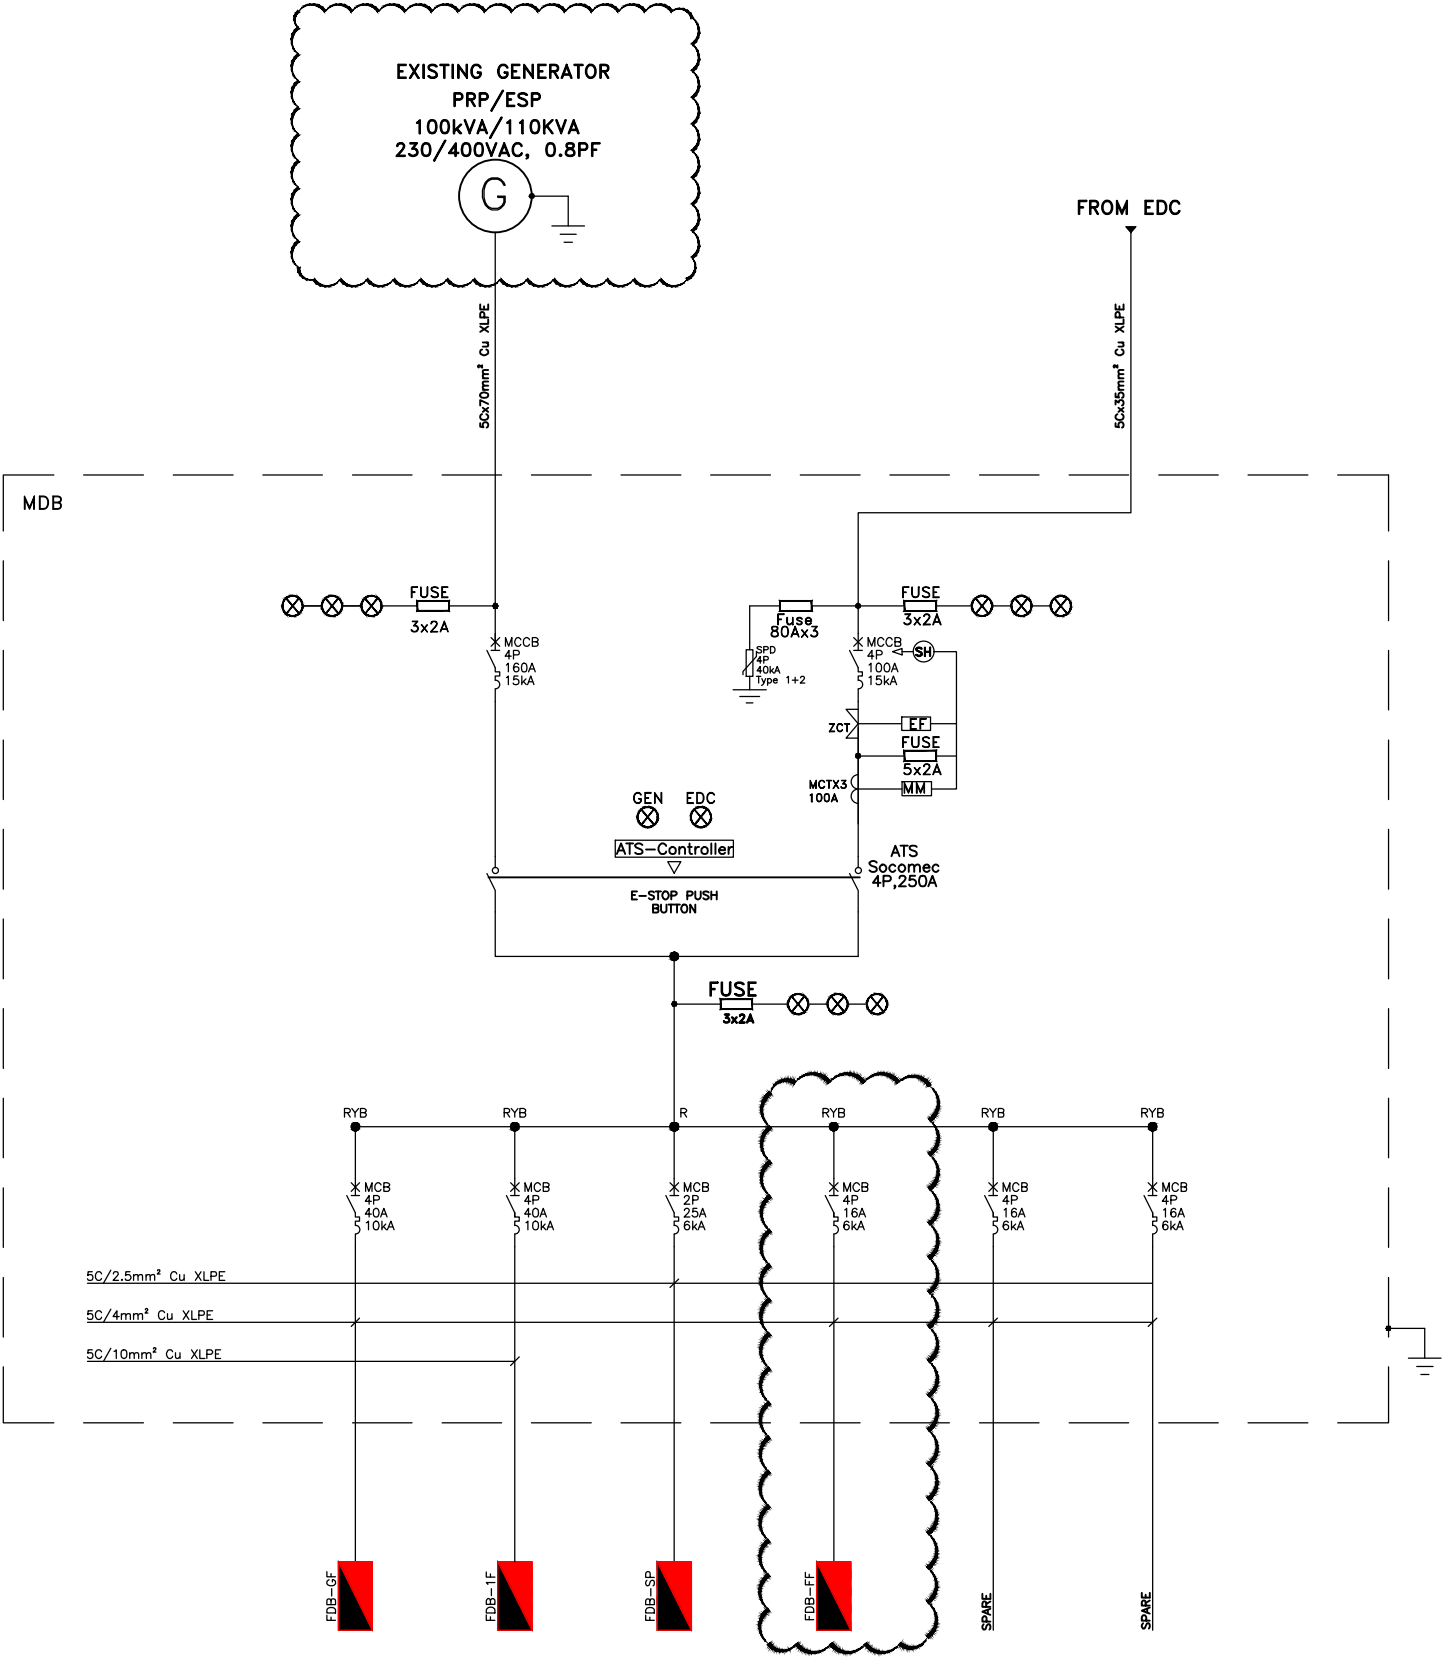 EXISTING GENERATOR
PRP/ESP
100kVA/110KVA
230/400VAC, 0.8PF
G
FROM EDC
5Cx70mm² Cu XLPE
5Cx35mm² Cu XLPE
MDB
FUSE
3x2A
MCCB
4P
160A
15kA
Fuse
80Ax3
SPD
4P
40kA
Type 1+2
FUSE
3x2A
MCCB
4P
100A
15kA
SH
ZCT
EF
FUSE
5x2A
MCTX3
100A
MM
GEN EDC
ATS-Controller
ATS
Socomec
4P,250A
E-STOP PUSH
BUTTON
FUSE
3x2A
RYB RYB R RYB RYB RYB
MCB
4P
40A
10kA
MCB
4P
40A
10kA
MCB
2P
25A
6kA
MCB
4P
16A
6kA
MCB
4P
16A
6kA
MCB
4P
16A
6kA
5C/2.5mm² Cu XLPE
5C/4mm² Cu XLPE
5C/10mm² Cu XLPE
FDB-GF
FDB-1F
FDB-SP
FDB-FF
SPARE
SPARE